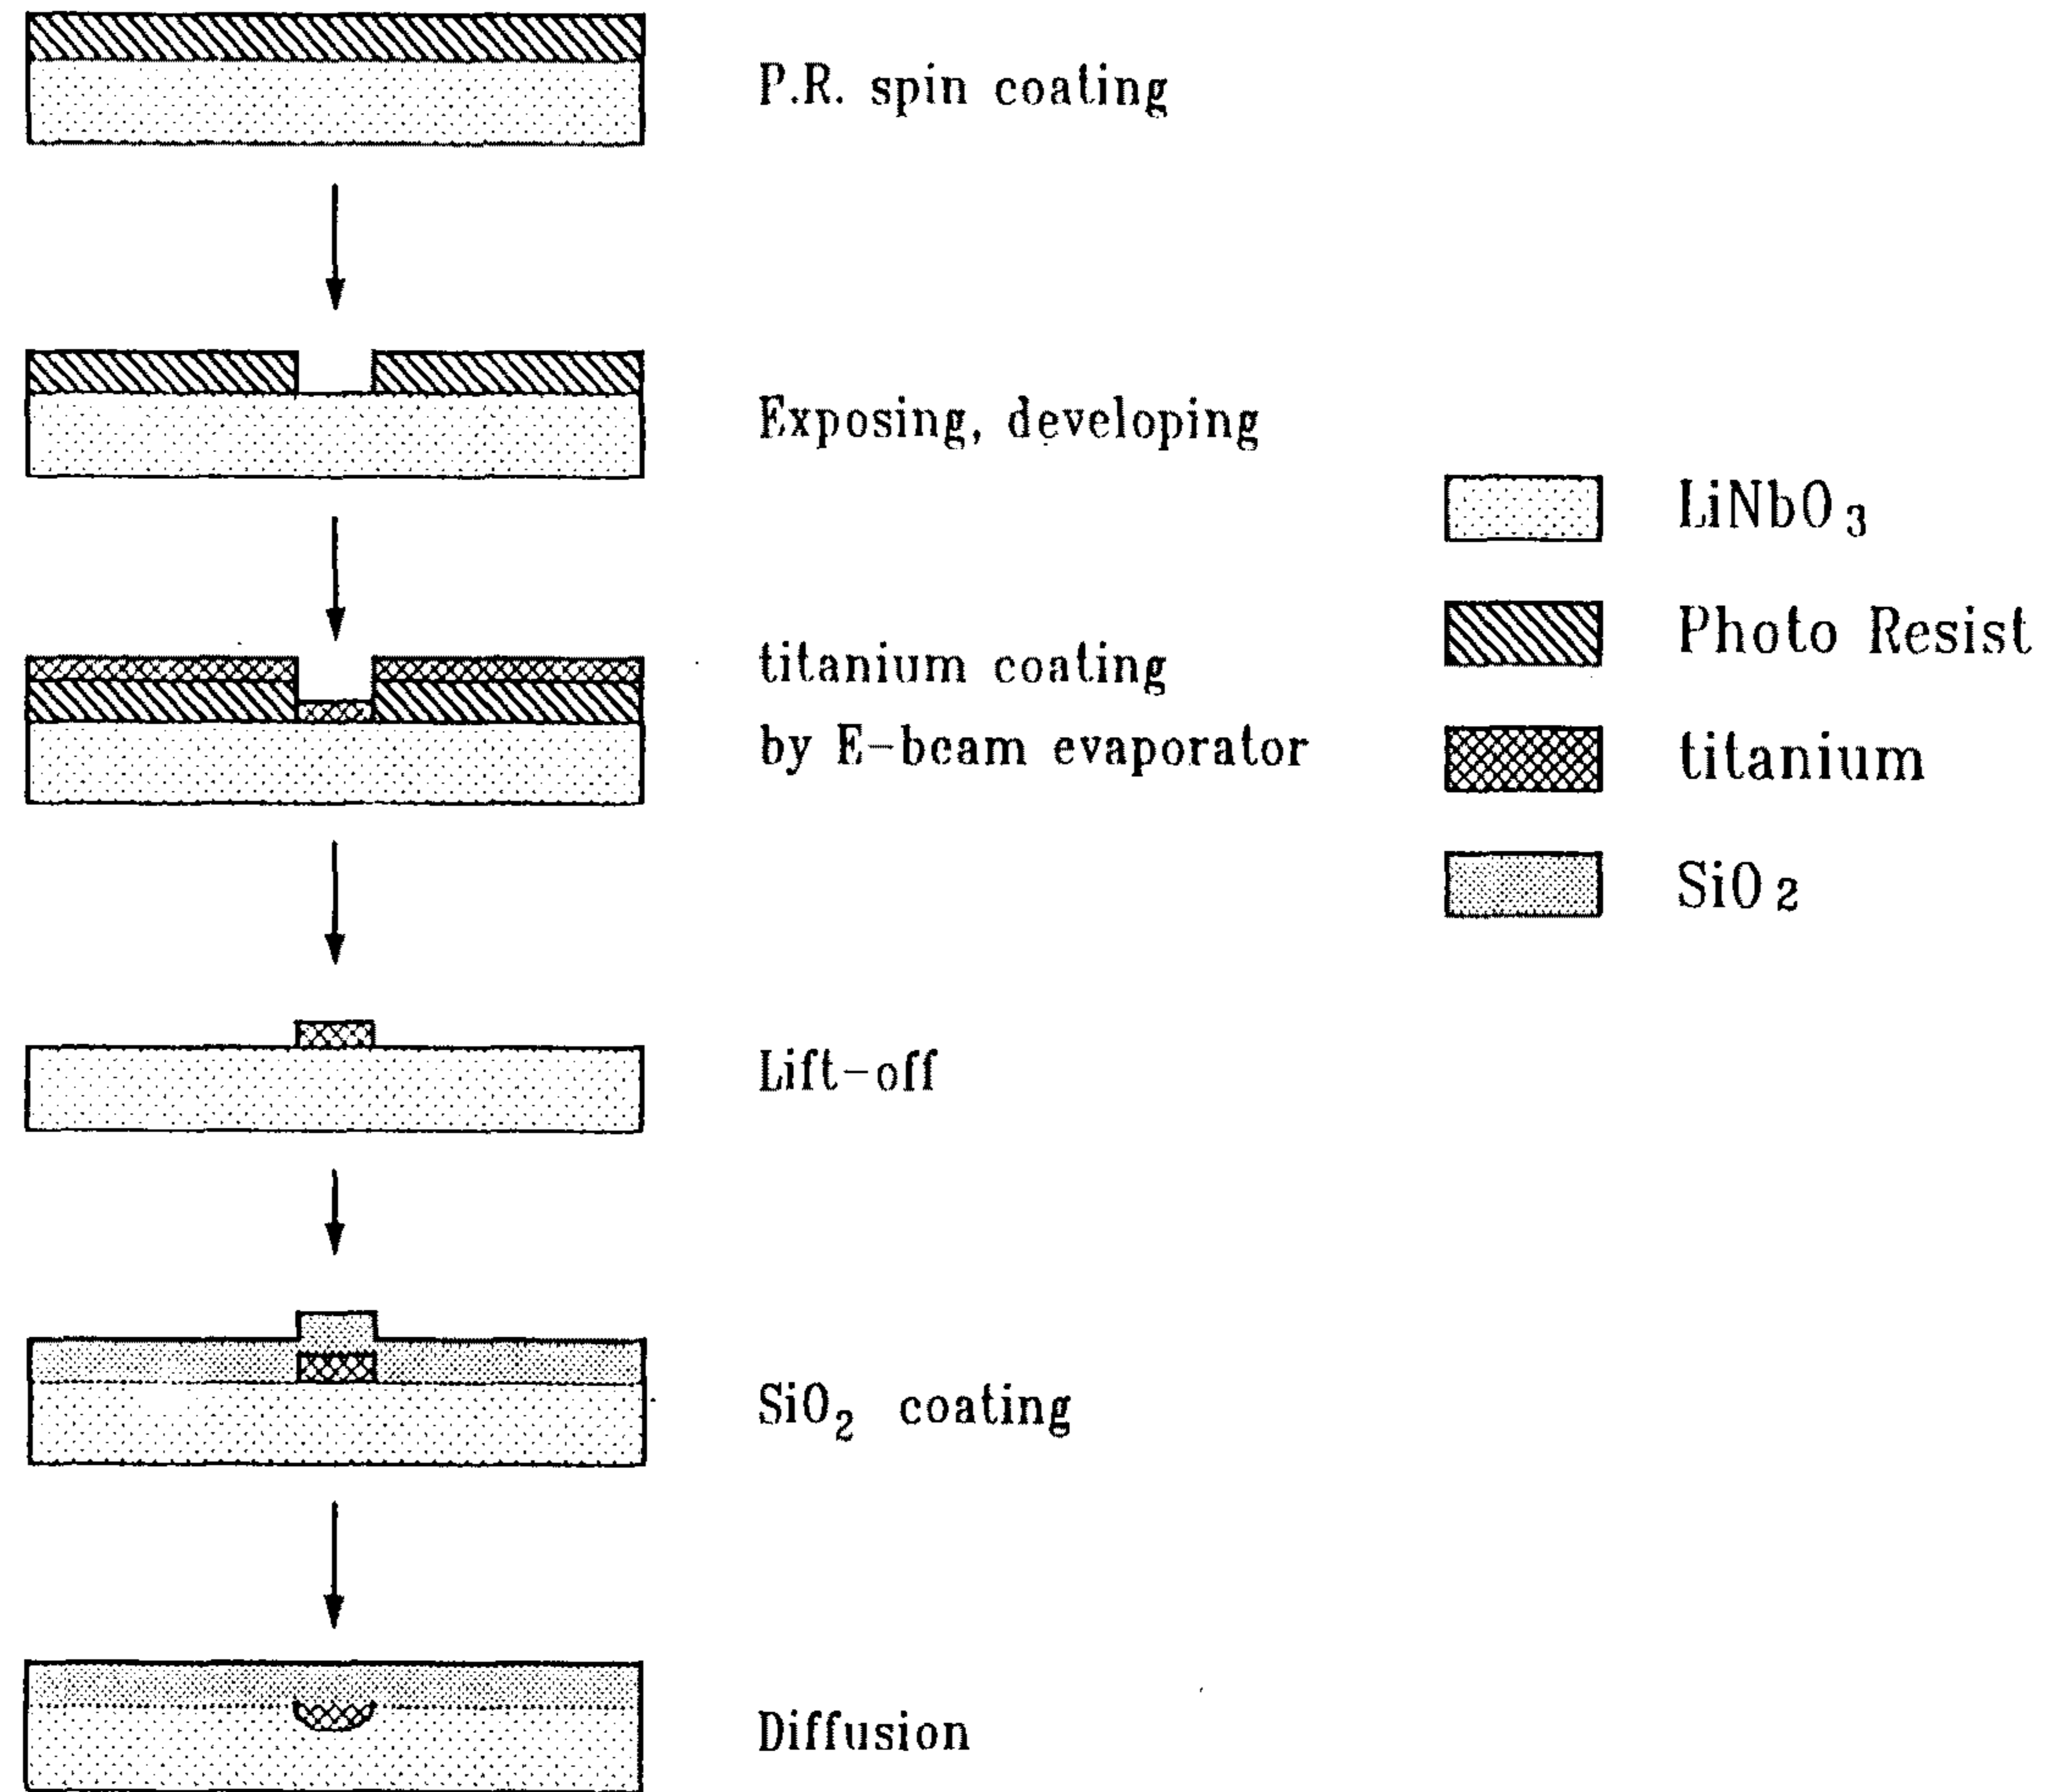 P.R. spin coating
Exposing, developing
titanium coating
by E-beam evaporator
Lift-off
SiO₂ coating
Diffusion
LiNbO₃
Photo Resist
titanium
SiO₂